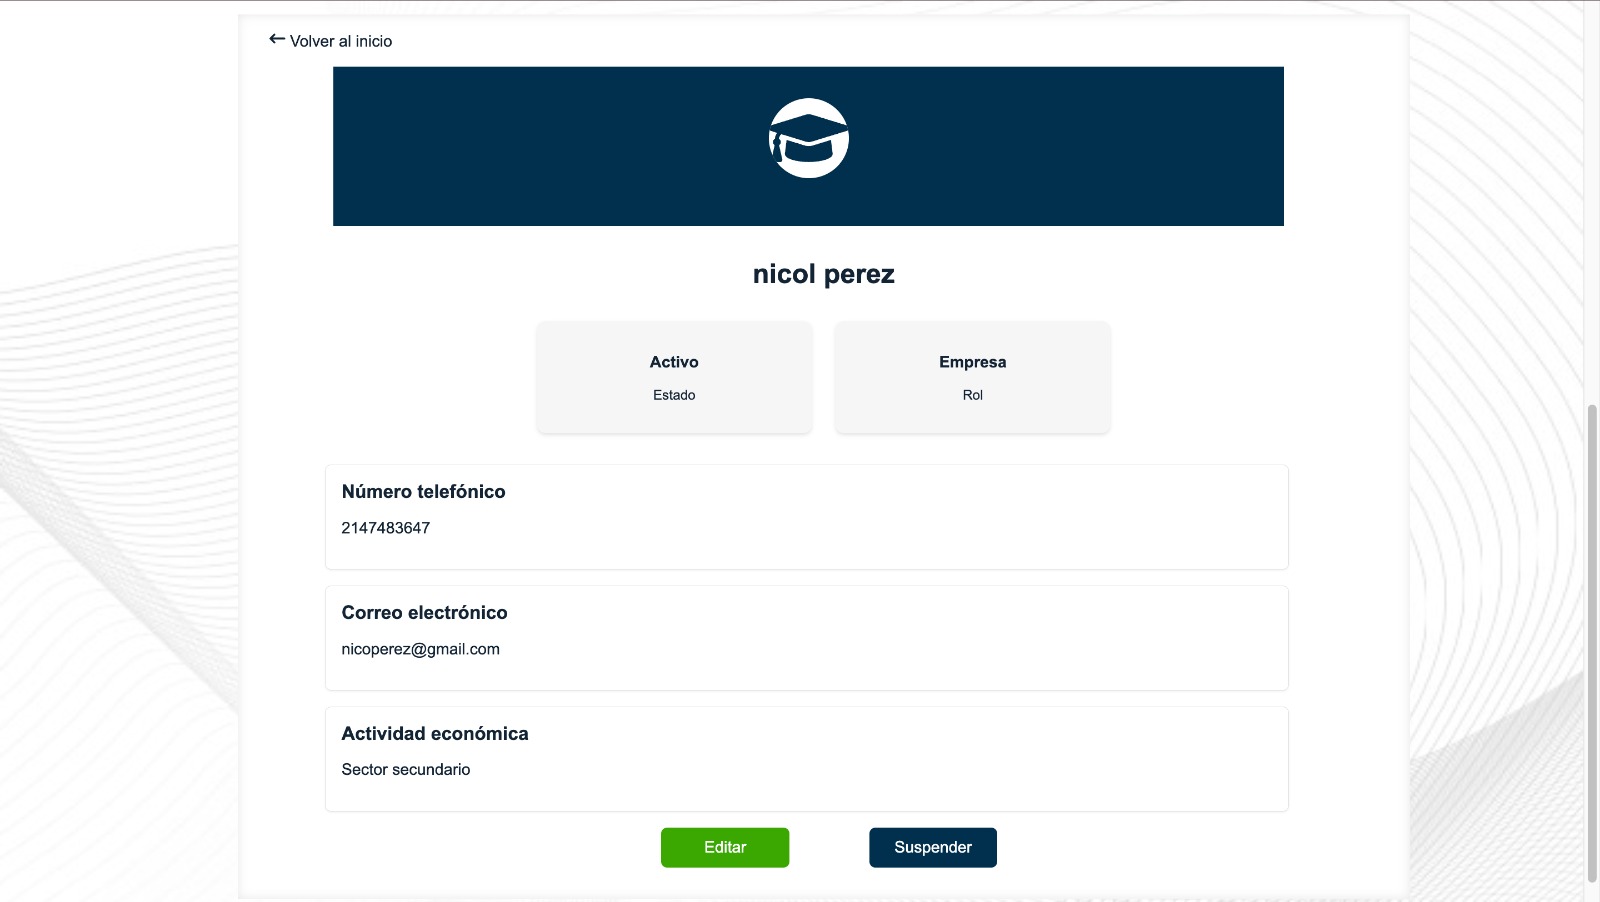 Volver al inicio
nicol perez
Activo
Estado
Empresa
Rol
Número telefónico
2147483647
Correo electrónico
nicoperez@gmail.com
Actividad económica
Sector secundario
Editar
Suspender